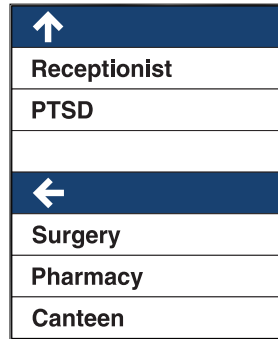 ↑
Receptionist
PTSD
←
Surgery
Pharmacy
Canteen